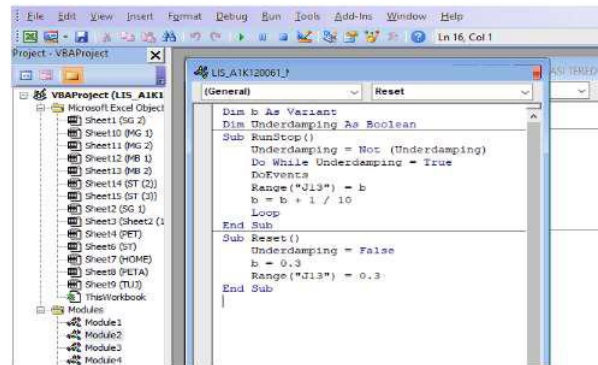 File Edit View Insert Format Debug Run Tools Add-Ins Window Help
Ln 16, Col 1
Project - VBAProject
VBAProject (LIS_A1K1
Microsoft Excel Object
Sheet1 (SG 2)
Sheet10 (MG 1)
Sheet11 (MG 2)
Sheet12 (MB 1)
Sheet13 (MB 2)
Sheet14 (ST (2))
Sheet15 (ST (3))
Sheet2 (SG 1)
Sheet3 (Sheet2 (1
Sheet4 (PET)
Sheet6 (ST)
Sheet7 (HOME)
Sheet8 (PETA)
Sheet9 (TUJ)
ThisWorkbook
Modules
Module1
Module2
Module3
Module4
LIS_A1K120061_
(General) Reset
Dim b As Variant
Dim Underdamping As Boolean
Sub RunStop()
Underdamping = Not (Underdamping)
Do While Underdamping = True
DoEvents
Range("J13") = b
b = b + 1 / 10
Loop
End Sub
Sub Reset()
Underdamping = False
b = 0.3
Range("J13") = 0.3
End Sub